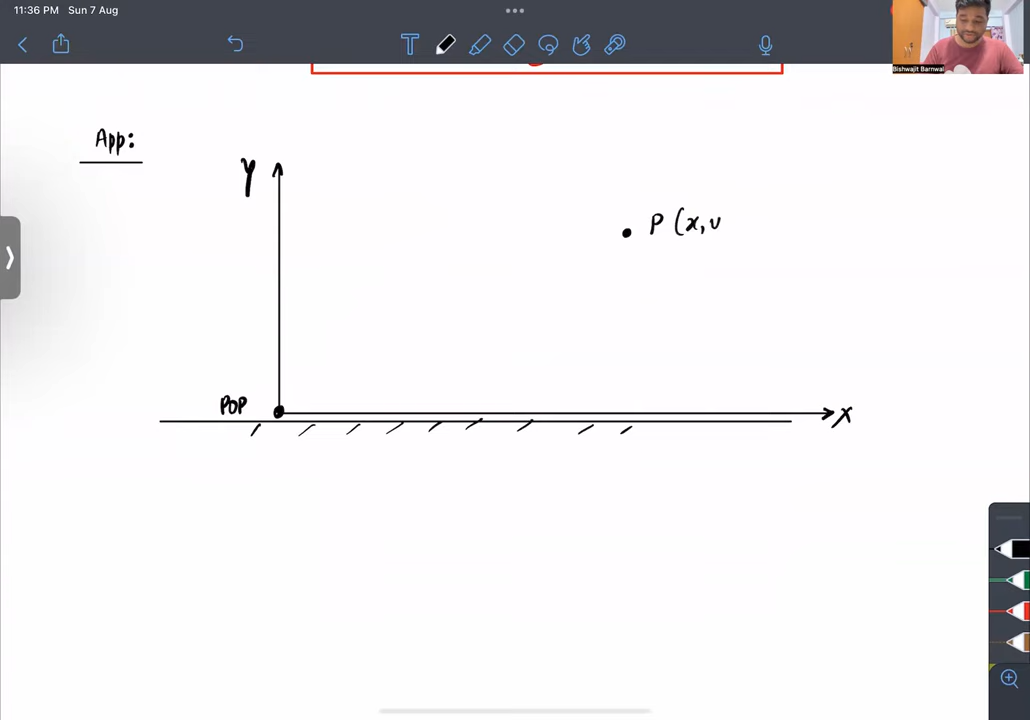 11:36 PM Sun 7 Aug
Bishwajit Barnwal
App:
Y
P (x, v
POP
X